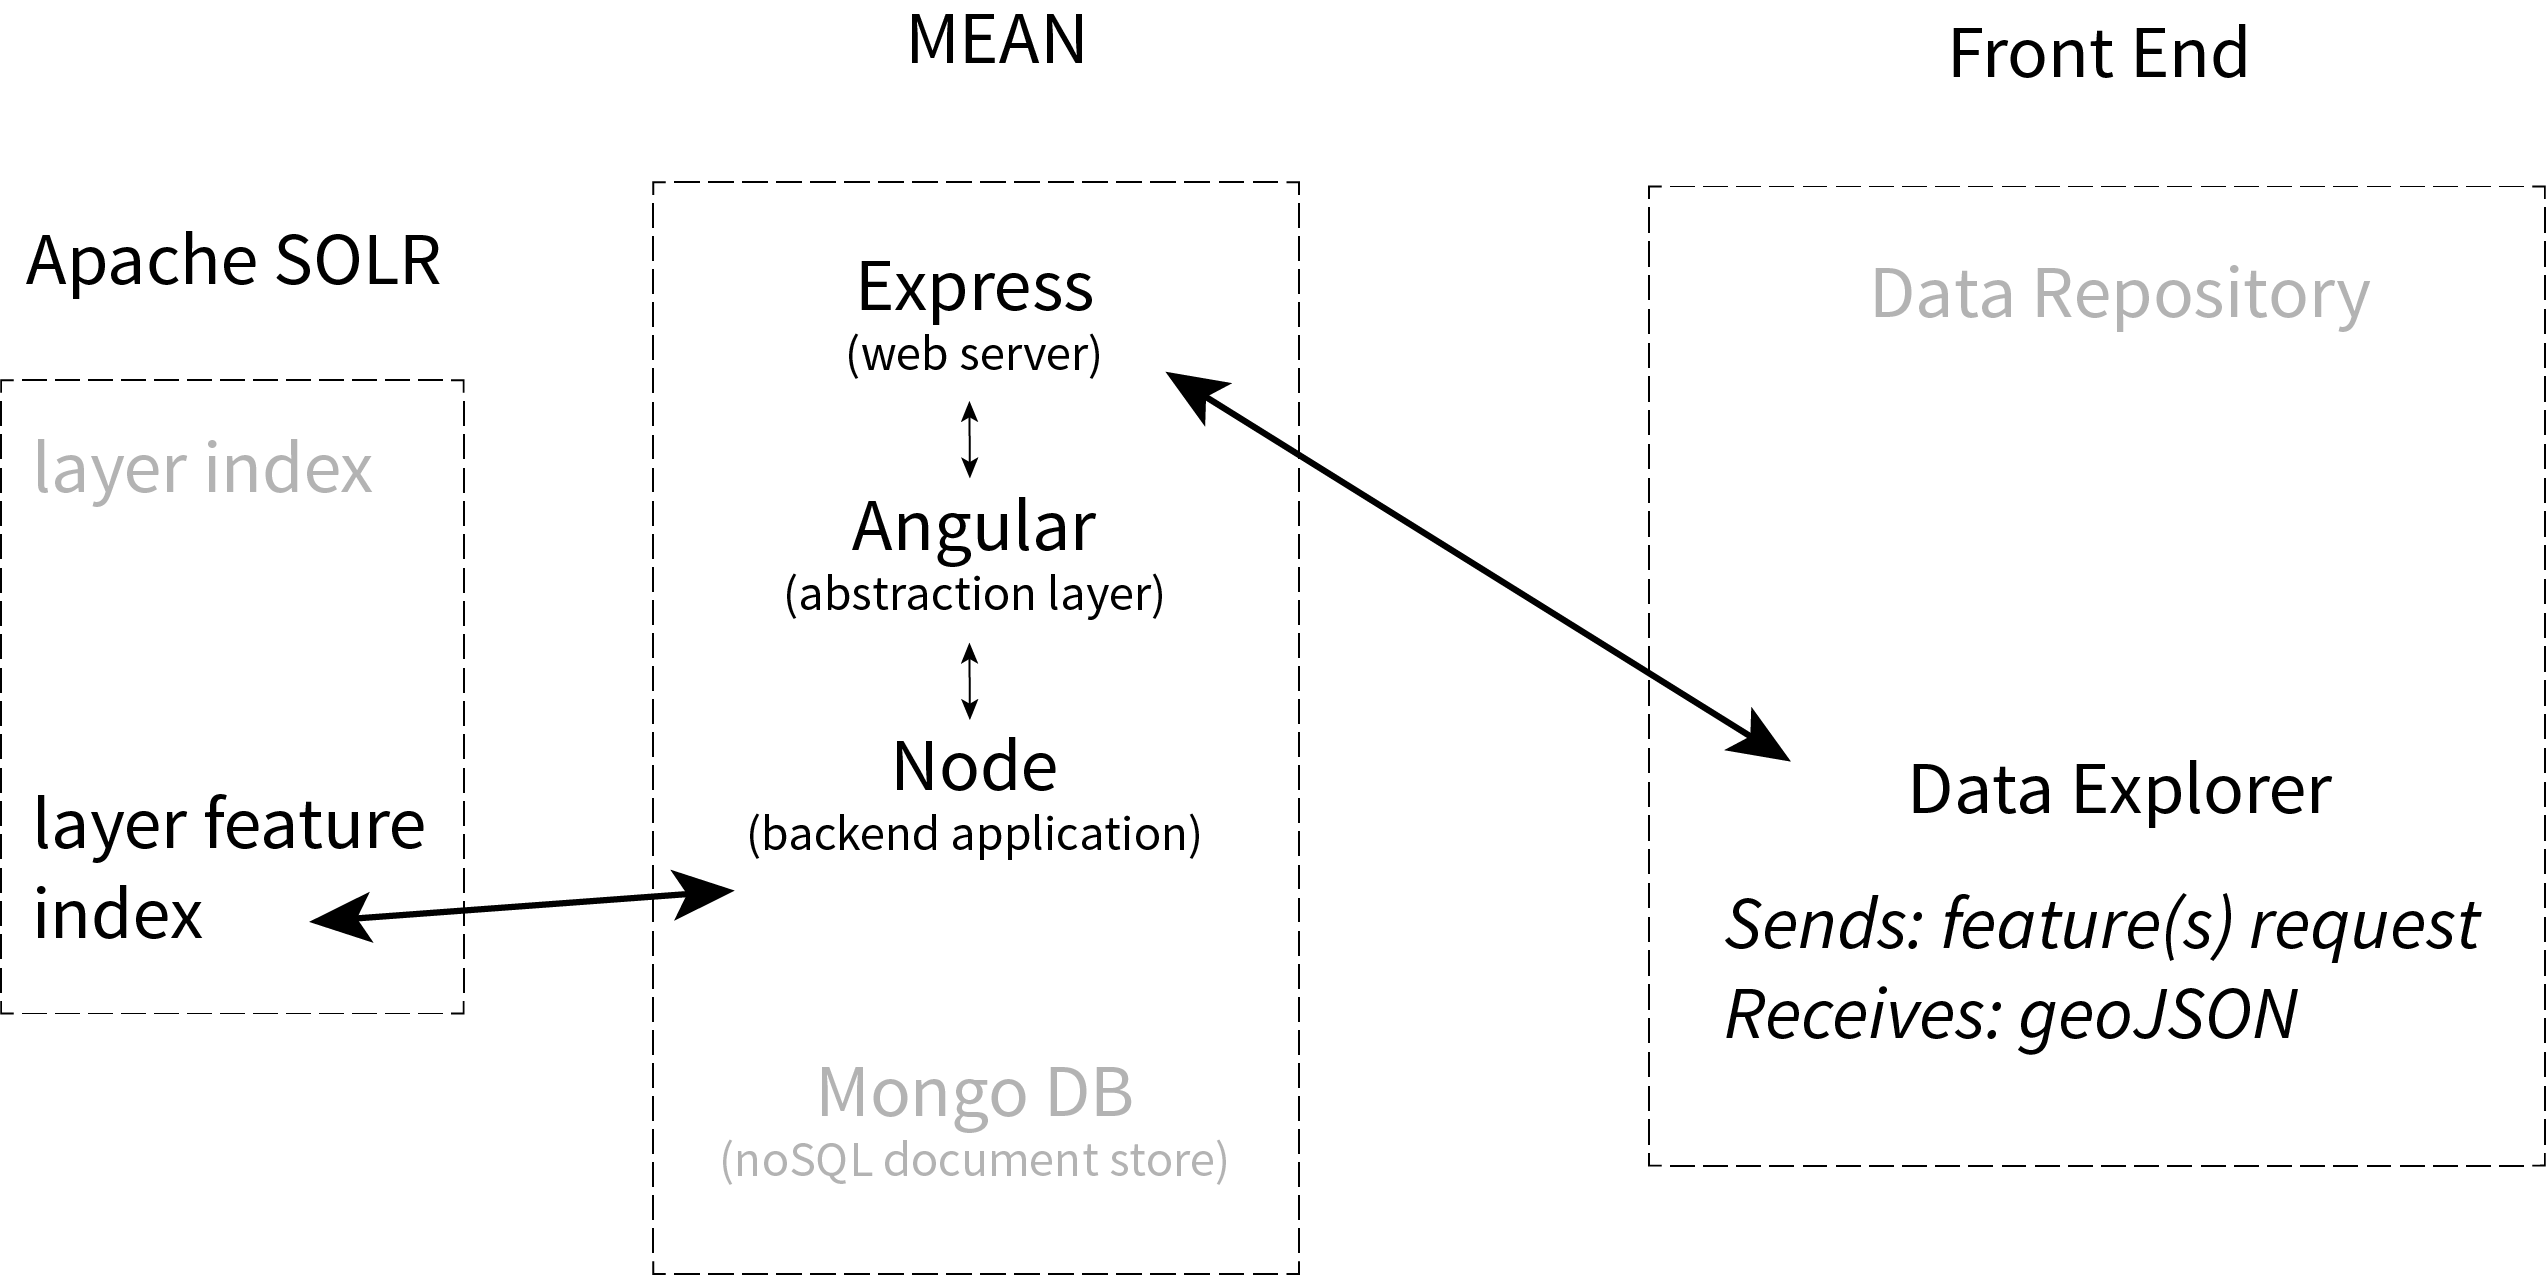 MEAN
Front End
Apache SOLR
layer index
layer feature
index
Express
(web server)
Angular
(abstraction layer)
Node
(backend application)
Mongo DB
(noSQL document store)
Data Repository
Data Explorer
Sends: feature(s) request
Receives: geoJSON